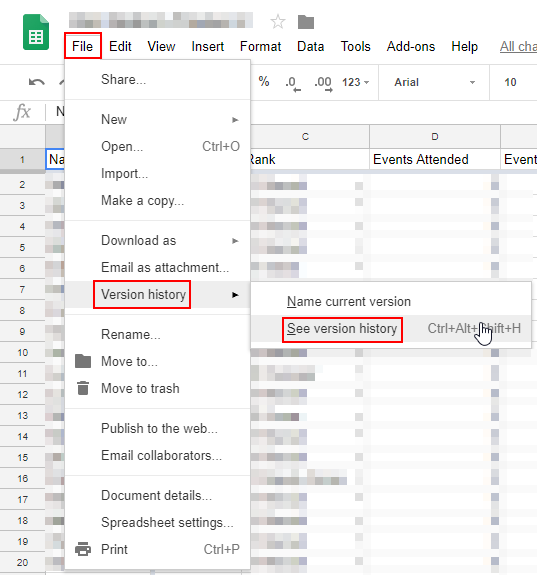 File Edit View Insert Format Data Tools Add-ons Help All cha
% .0 .00 123 Arial 10
fx N
C D
1 Na Rank Events Attended Event
Share...
New
Open... Ctrl+O
Import...
Make a copy...
Download as
Email as attachment...
Version history
Name current version
See version history Ctrl+Alt+Shift+H
Rename...
Move to...
Move to trash
Publish to the web...
Email collaborators...
Document details...
Spreadsheet settings...
Print Ctrl+P
2
3
4
5
6
7
8
9
10
11
12
13
14
15
16
17
18
19
20